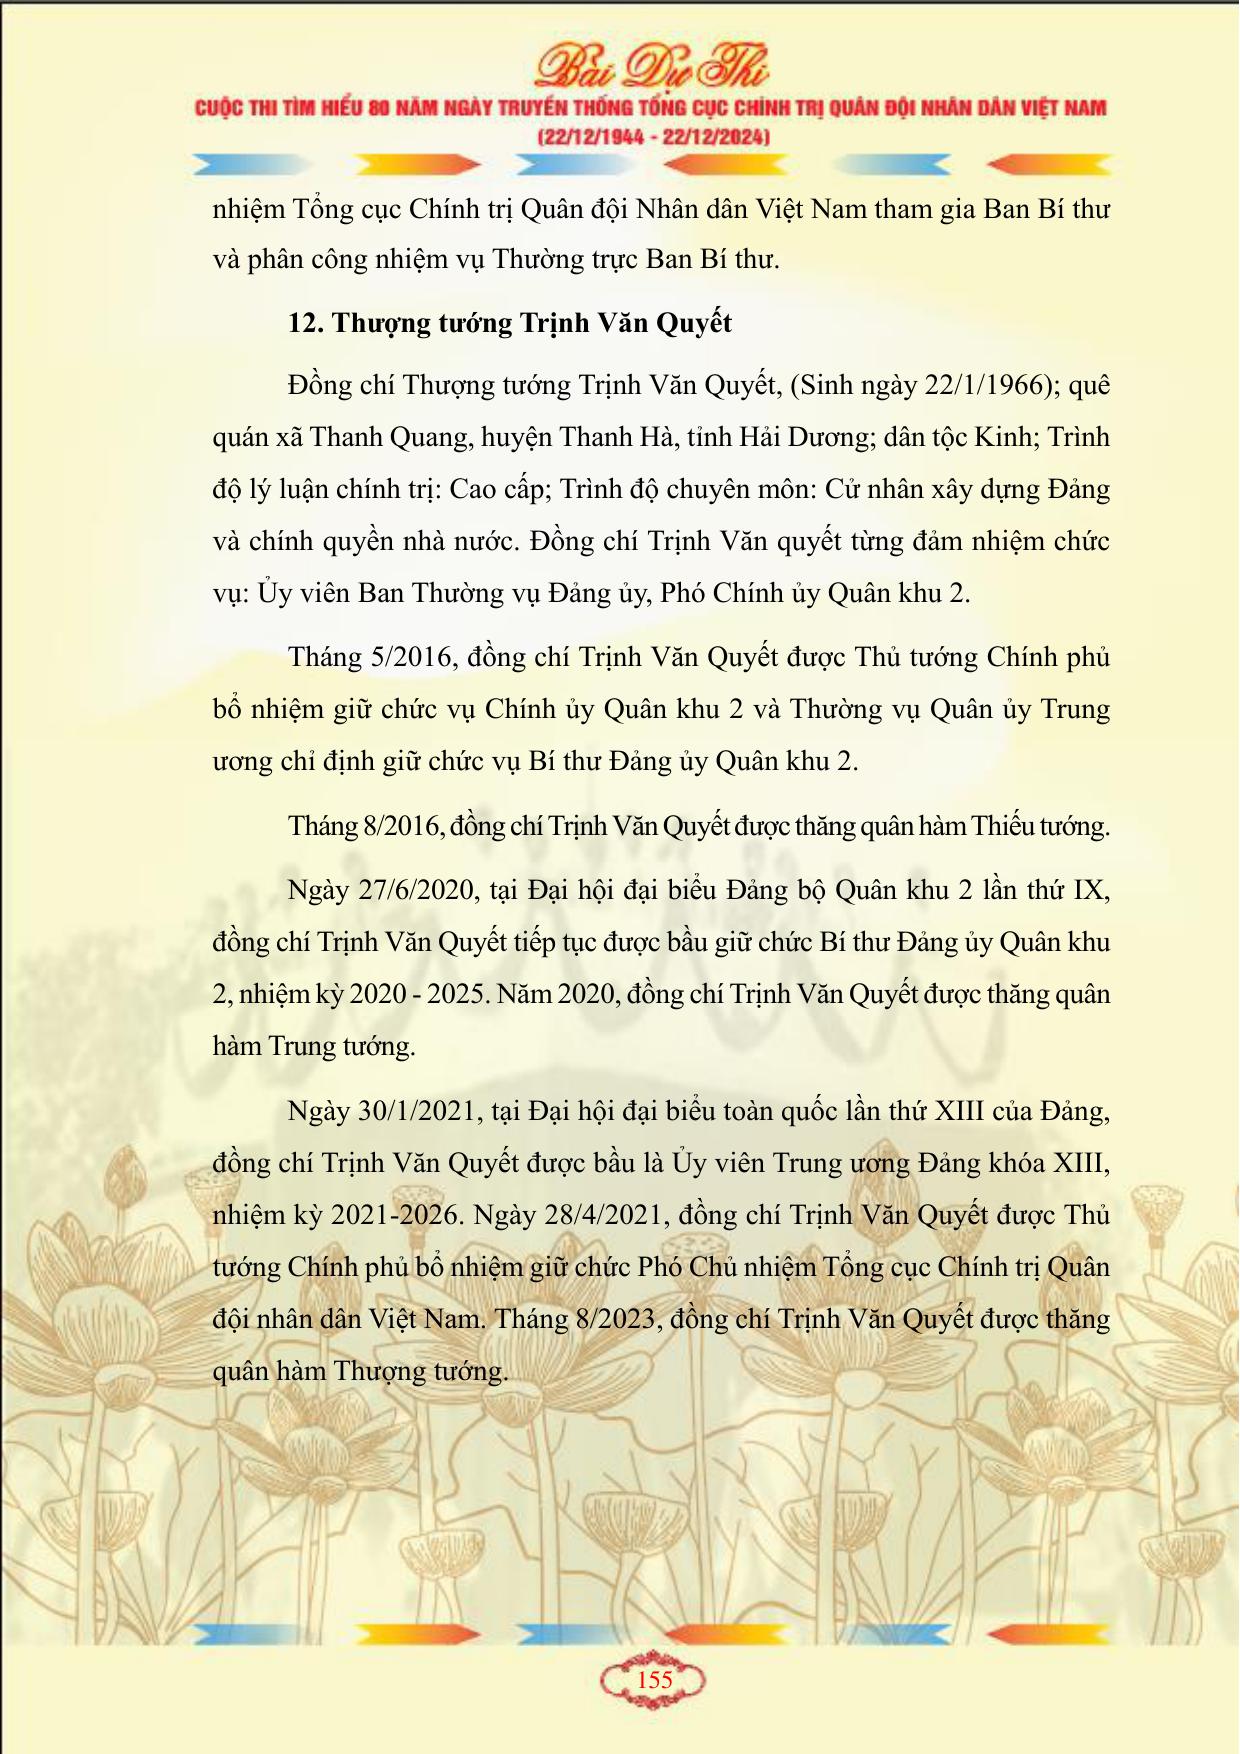 Bài Dự Thi
CUỘC THI TÌM HIỂU 80 NĂM NGÀY TRUYỀN THỐNG TỔNG CỤC CHÍNH TRỊ QUÂN ĐỘI NHÂN DÂN VIỆT NAM
(22/12/1944 - 22/12/2024)
nhiệm Tổng cục Chính trị Quân đội Nhân dân Việt Nam tham gia Ban Bí thư
và phân công nhiệm vụ Thường trực Ban Bí thư.
12. Thượng tướng Trịnh Văn Quyết
Đồng chí Thượng tướng Trịnh Văn Quyết, (Sinh ngày 22/1/1966); quê
quán xã Thanh Quang, huyện Thanh Hà, tỉnh Hải Dương; dân tộc Kinh; Trình
độ lý luận chính trị: Cao cấp; Trình độ chuyên môn: Cử nhân xây dựng Đảng
và chính quyền nhà nước. Đồng chí Trịnh Văn quyết từng đảm nhiệm chức
vụ: Ủy viên Ban Thường vụ Đảng ủy, Phó Chính ủy Quân khu 2.
Tháng 5/2016, đồng chí Trịnh Văn Quyết được Thủ tướng Chính phủ
bổ nhiệm giữ chức vụ Chính ủy Quân khu 2 và Thường vụ Quân ủy Trung
ương chỉ định giữ chức vụ Bí thư Đảng ủy Quân khu 2.
Tháng 8/2016, đồng chí Trịnh Văn Quyết được thăng quân hàm Thiếu tướng.
Ngày 27/6/2020, tại Đại hội đại biểu Đảng bộ Quân khu 2 lần thứ IX,
đồng chí Trịnh Văn Quyết tiếp tục được bầu giữ chức Bí thư Đảng ủy Quân khu
2, nhiệm kỳ 2020 - 2025. Năm 2020, đồng chí Trịnh Văn Quyết được thăng quân
hàm Trung tướng.
Ngày 30/1/2021, tại Đại hội đại biểu toàn quốc lần thứ XIII của Đảng,
đồng chí Trịnh Văn Quyết được bầu là Ủy viên Trung ương Đảng khóa XIII,
nhiệm kỳ 2021-2026. Ngày 28/4/2021, đồng chí Trịnh Văn Quyết được Thủ
tướng Chính phủ bổ nhiệm giữ chức Phó Chủ nhiệm Tổng cục Chính trị Quân
đội nhân dân Việt Nam. Tháng 8/2023, đồng chí Trịnh Văn Quyết được thăng
quân hàm Thượng tướng.
155